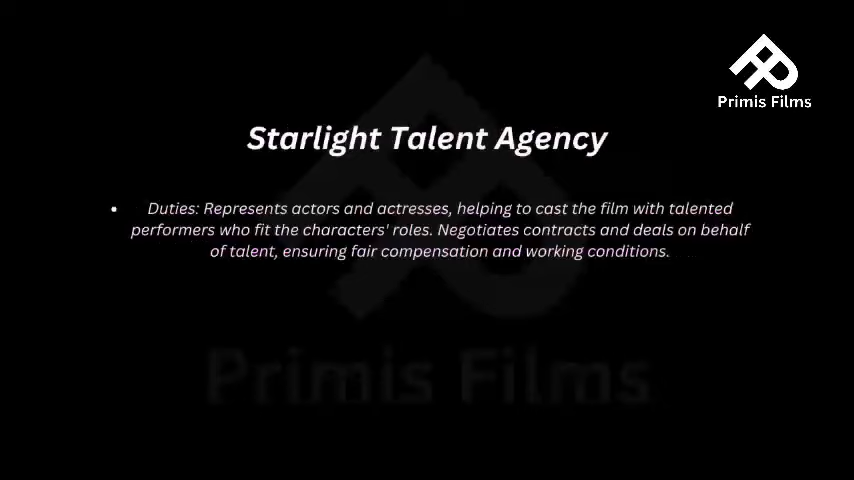 Primis Films
Starlight Talent Agency
• Duties: Represents actors and actresses, helping to cast the film with talented
performers who fit the characters' roles. Negotiates contracts and deals on behalf
of talent, ensuring fair compensation and working conditions.
Primis Films